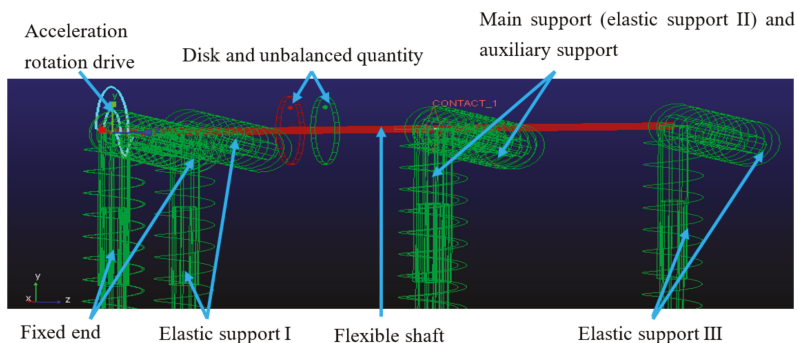 Main support (elastic support II) and
auxiliary support
Acceleration
rotation drive
Disk and unbalanced quantity
CONTACT_1
Y
y
x
z
Fixed end
Elastic support I
Flexible shaft
Elastic support III